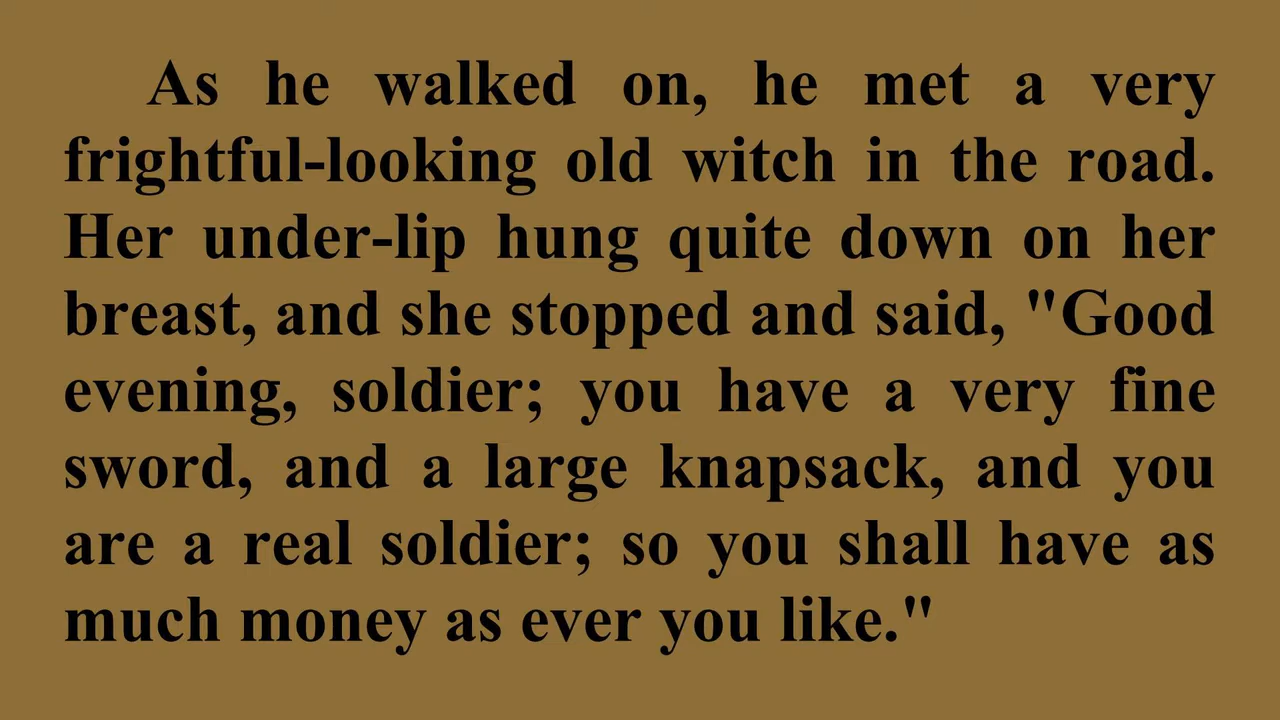 As he walked on, he met a very
frightful-looking old witch in the road.
Her under-lip hung quite down on her
breast, and she stopped and said, "Good
evening, soldier; you have a very fine
sword, and a large knapsack, and you
are a real soldier; so you shall have as
much money as ever you like."